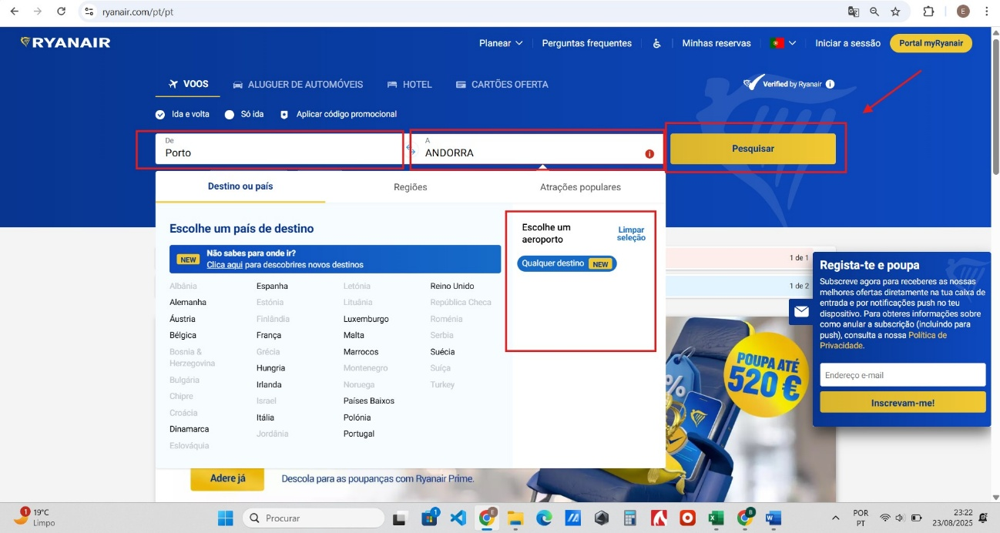 ryanair.com/pt/pt
E
RYANAIR
Planear
Perguntas frequentes
Minhas reservas
Iniciar a sessão
Portal myRyanair
VOOS
ALUGUER DE AUTOMÓVEIS
HOTEL
CARTÕES OFERTA
Verified by Ryanair
Ida e volta
Só ida
Aplicar código promocional
De
Porto
A
ANDORRA
Pesquisar
Destino ou país
Regiões
Atrações populares
Escolhe um país de destino
NEW
Não sabes para onde ir?
Clica aqui para descobrires novos destinos
Albânia
Alemanha
Áustria
Bélgica
Bosnia &
Herzegovina
Bulgária
Chipre
Croácia
Dinamarca
Eslováquia
Espanha
Estónia
Finlândia
França
Grécia
Hungria
Irlanda
Israel
Itália
Jordânia
Letónia
Lituânia
Luxemburgo
Malta
Marrocos
Montenegro
Noruega
Países Baixos
Polónia
Portugal
Reino Unido
República Checa
Roménia
Serbia
Suécia
Suíça
Turkey
Escolhe um
aeroporto
Limpar
seleção
Qualquer destino NEW
1 de 1
1 de 2
Regista-te e poupa
Subscreve agora para receberes as nossas
melhores ofertas diretamente na tua caixa de
entrada e por notificações push no teu
dispositivo. Para obteres informações sobre
como anular a subscrição (incluindo para
push), consulta a nossa Política de
Privacidade.
Endereço e-mail
Inscrevam-me!
POUPA ATÉ
520 €
%
Adere já
Descola para as poupanças com Ryanair Prime.
1
19°C
Limpo
Procurar
1
E
B
POR
PT
23:22
23/08/2025